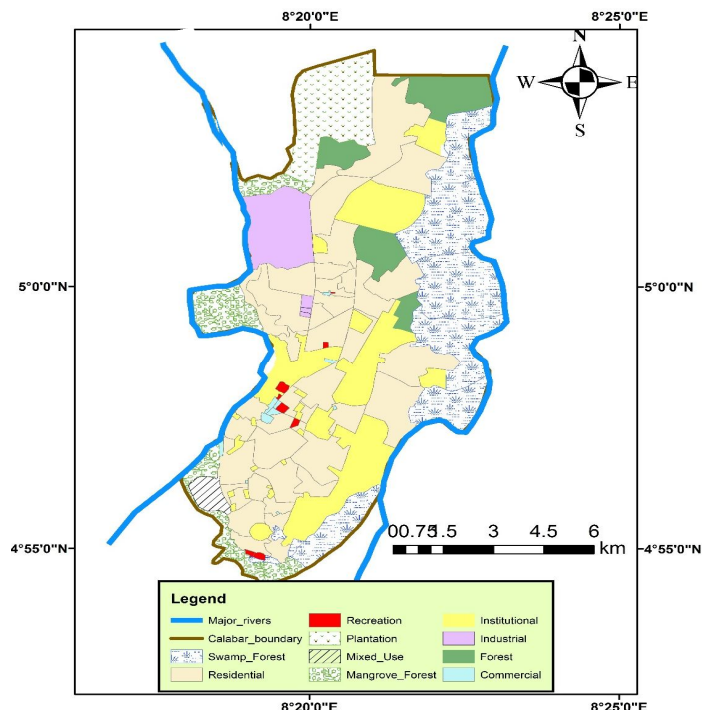 8°20'0"E 8°25'0"E
N
W E
S
5°0'0"N 5°0'0"N
00.751.5 3 4.5 6
km
4°55'0"N 4°55'0"N
Legend
Major_rivers Recreation Institutional
Calabar_boundary Plantation Industrial
Swamp_Forest Mixed_Use Forest
Residential Mangrove_Forest Commercial
8°20'0"E 8°25'0"E